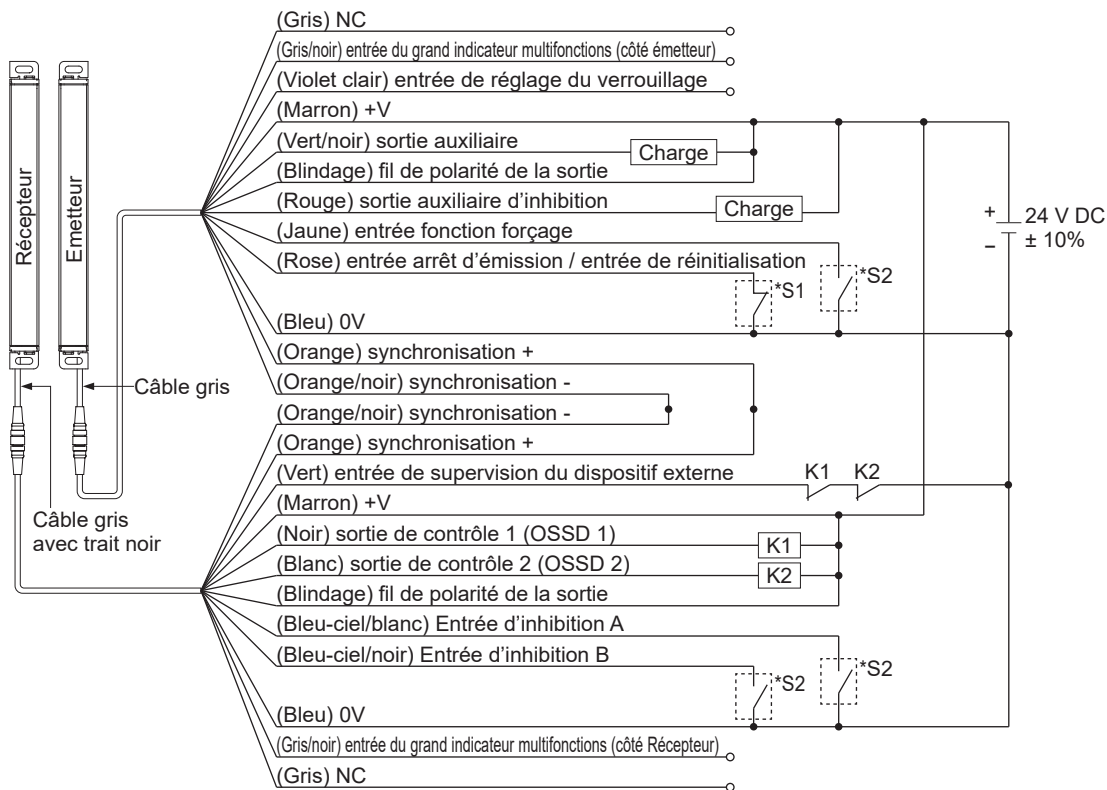 (Gris) NC
(Gris/noir) entrée du grand indicateur multifonctions (côté émetteur)
(Violet clair) entrée de réglage du verrouillage
(Marron) +V
(Vert/noir) sortie auxiliaire
Charge
(Blindage) fil de polarité de la sortie
(Rouge) sortie auxiliaire d'inhibition
Charge
(Jaune) entrée fonction forçage
(Rose) entrée arrêt d'émission / entrée de réinitialisation
*S1
*S2
+
−
24 V DC
± 10%
Récepteur
Emetteur
(Bleu) 0V
(Orange) synchronisation +
(Orange/noir) synchronisation -
Câble gris
(Orange/noir) synchronisation -
(Orange) synchronisation +
(Vert) entrée de supervision du dispositif externe
K1
K2
(Marron) +V
Câble gris
avec trait noir
(Noir) sortie de contrôle 1 (OSSD 1)
K1
(Blanc) sortie de contrôle 2 (OSSD 2)
K2
(Blindage) fil de polarité de la sortie
(Bleu-ciel/blanc) Entrée d'inhibition A
(Bleu-ciel/noir) Entrée d'inhibition B
*S2
*S2
(Bleu) 0V
(Gris/noir) entrée du grand indicateur multifonctions (côté Récepteur)
(Gris) NC